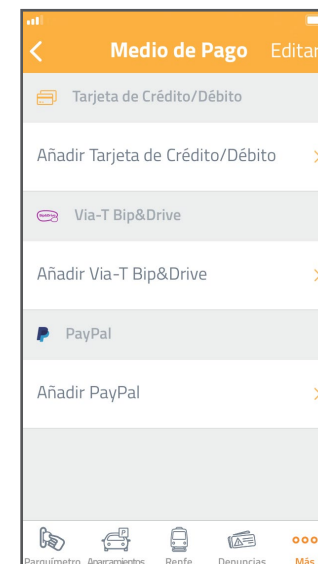 Medio de Pago Editar
Tarjeta de Crédito/Débito
Añadir Tarjeta de Crédito/Débito
Via-T Bip&Drive
Añadir Via-T Bip&Drive
PayPal
Añadir PayPal
Parquímetro Aparcamientos Renfe Denuncias Más